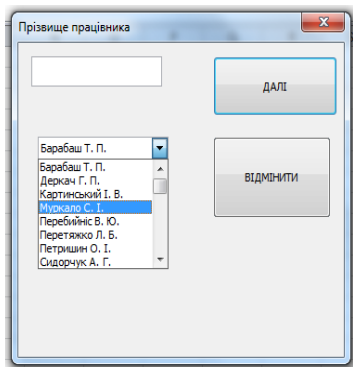 Прізвище працівника
ДАЛІ
Барабаш Т. П.
Барабаш Т. П.
Деркач Г. П.
Картинський І. В.
Муркало С. І.
Перебийніс В. Ю.
Перетяжко Л. Б.
Петришин О. І.
Сидорчук А. Г.
ВІДМІНИТИ